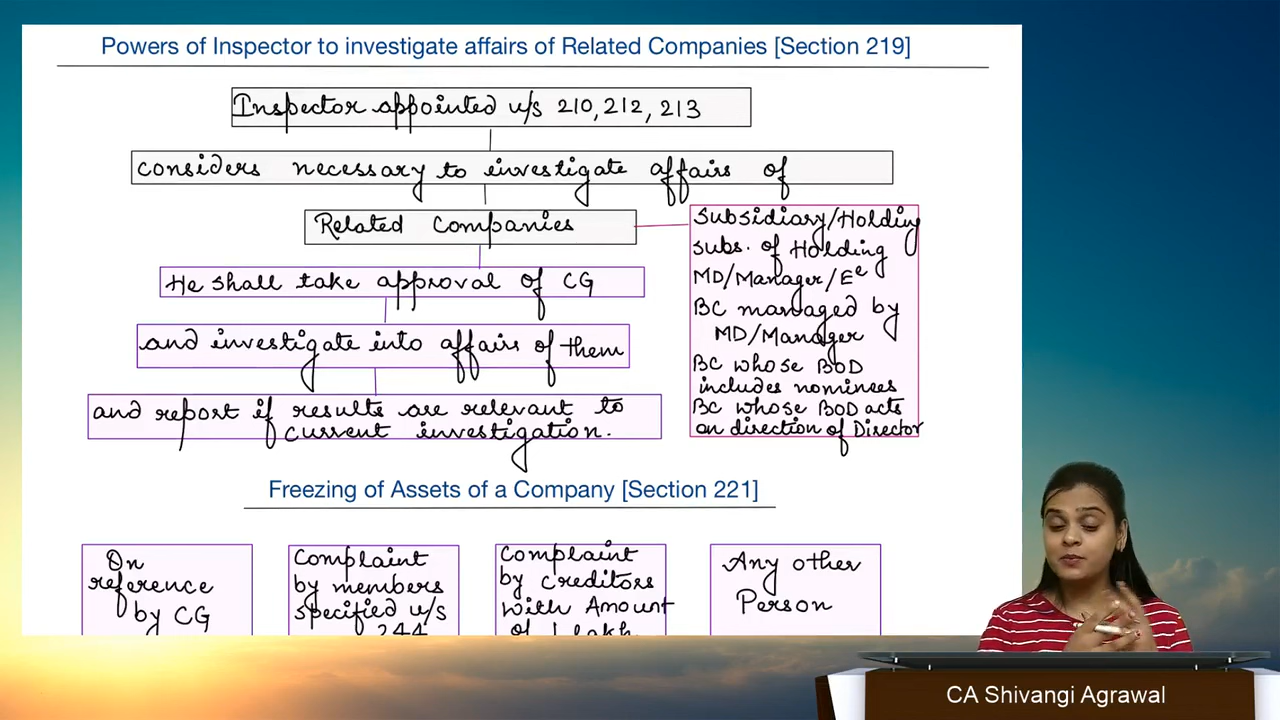 Powers of Inspector to investigate affairs of Related Companies [Section 219]
Inspector appointed u/s 210, 212, 213
considers necessary to investigate affairs of
Related Companies
He shall take approval of CG
and investigate into affairs of them
and report if results are relevant to
current investigation.
Subsidiary/Holding
subs. of Holding
MD/Manager/Ee
BC managed by
MD/Manager
BC whose BOD
includes nominees
BC whose BOD acts
on direction of Director
Freezing of Assets of a Company [Section 221]
On
reference
by CG
Complaint
by members
specified u/s
244
Complaint
by creditors
with Amount
of 1 lakh
Any other
Person
CA Shivangi Agrawal